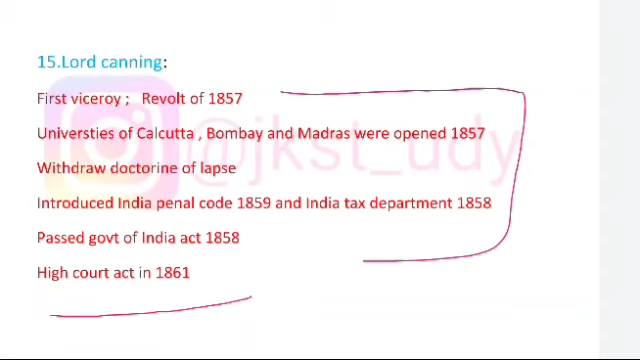 15.Lord canning:
First viceroy ; Revolt of 1857
Universties of Calcutta , Bombay and Madras were opened 1857
@jkst_udy
Withdraw doctorine of lapse
Introduced India penal code 1859 and India tax department 1858
Passed govt of India act 1858
High court act in 1861